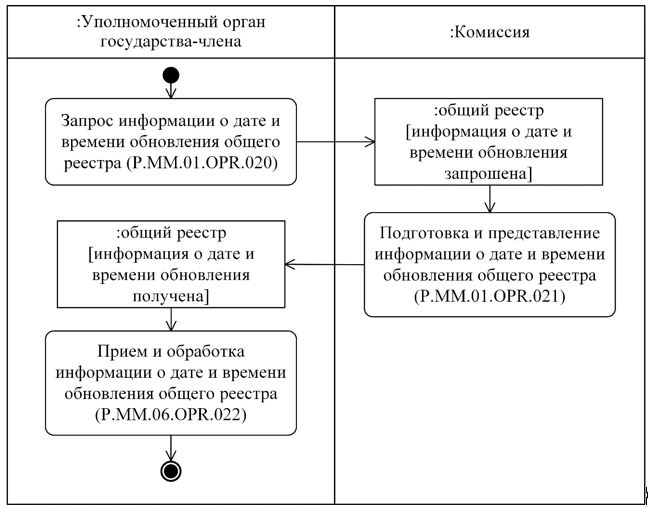 :Уполномоченный орган
государства-члена
:Комиссия
Запрос информации о дате и
времени обновления общего
реестра (P.MM.01.OPR.020)
:общий реестр
[информация о дате и
времени обновления
запрошена]
Подготовка и представление
информации о дате и времени
обновления общего реестра
(P.MM.01.OPR.021)
:общий реестр
[информация о дате и
времени обновления
получена]
Прием и обработка
информации о дате и времени
обновления общего реестра
(P.MM.06.OPR.022)